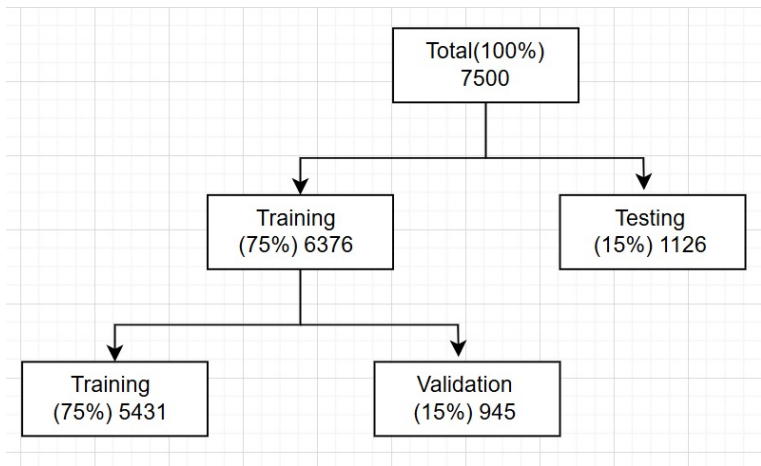 Total(100%)
7500
Training
(75%) 6376
Testing
(15%) 1126
Training
(75%) 5431
Validation
(15%) 945